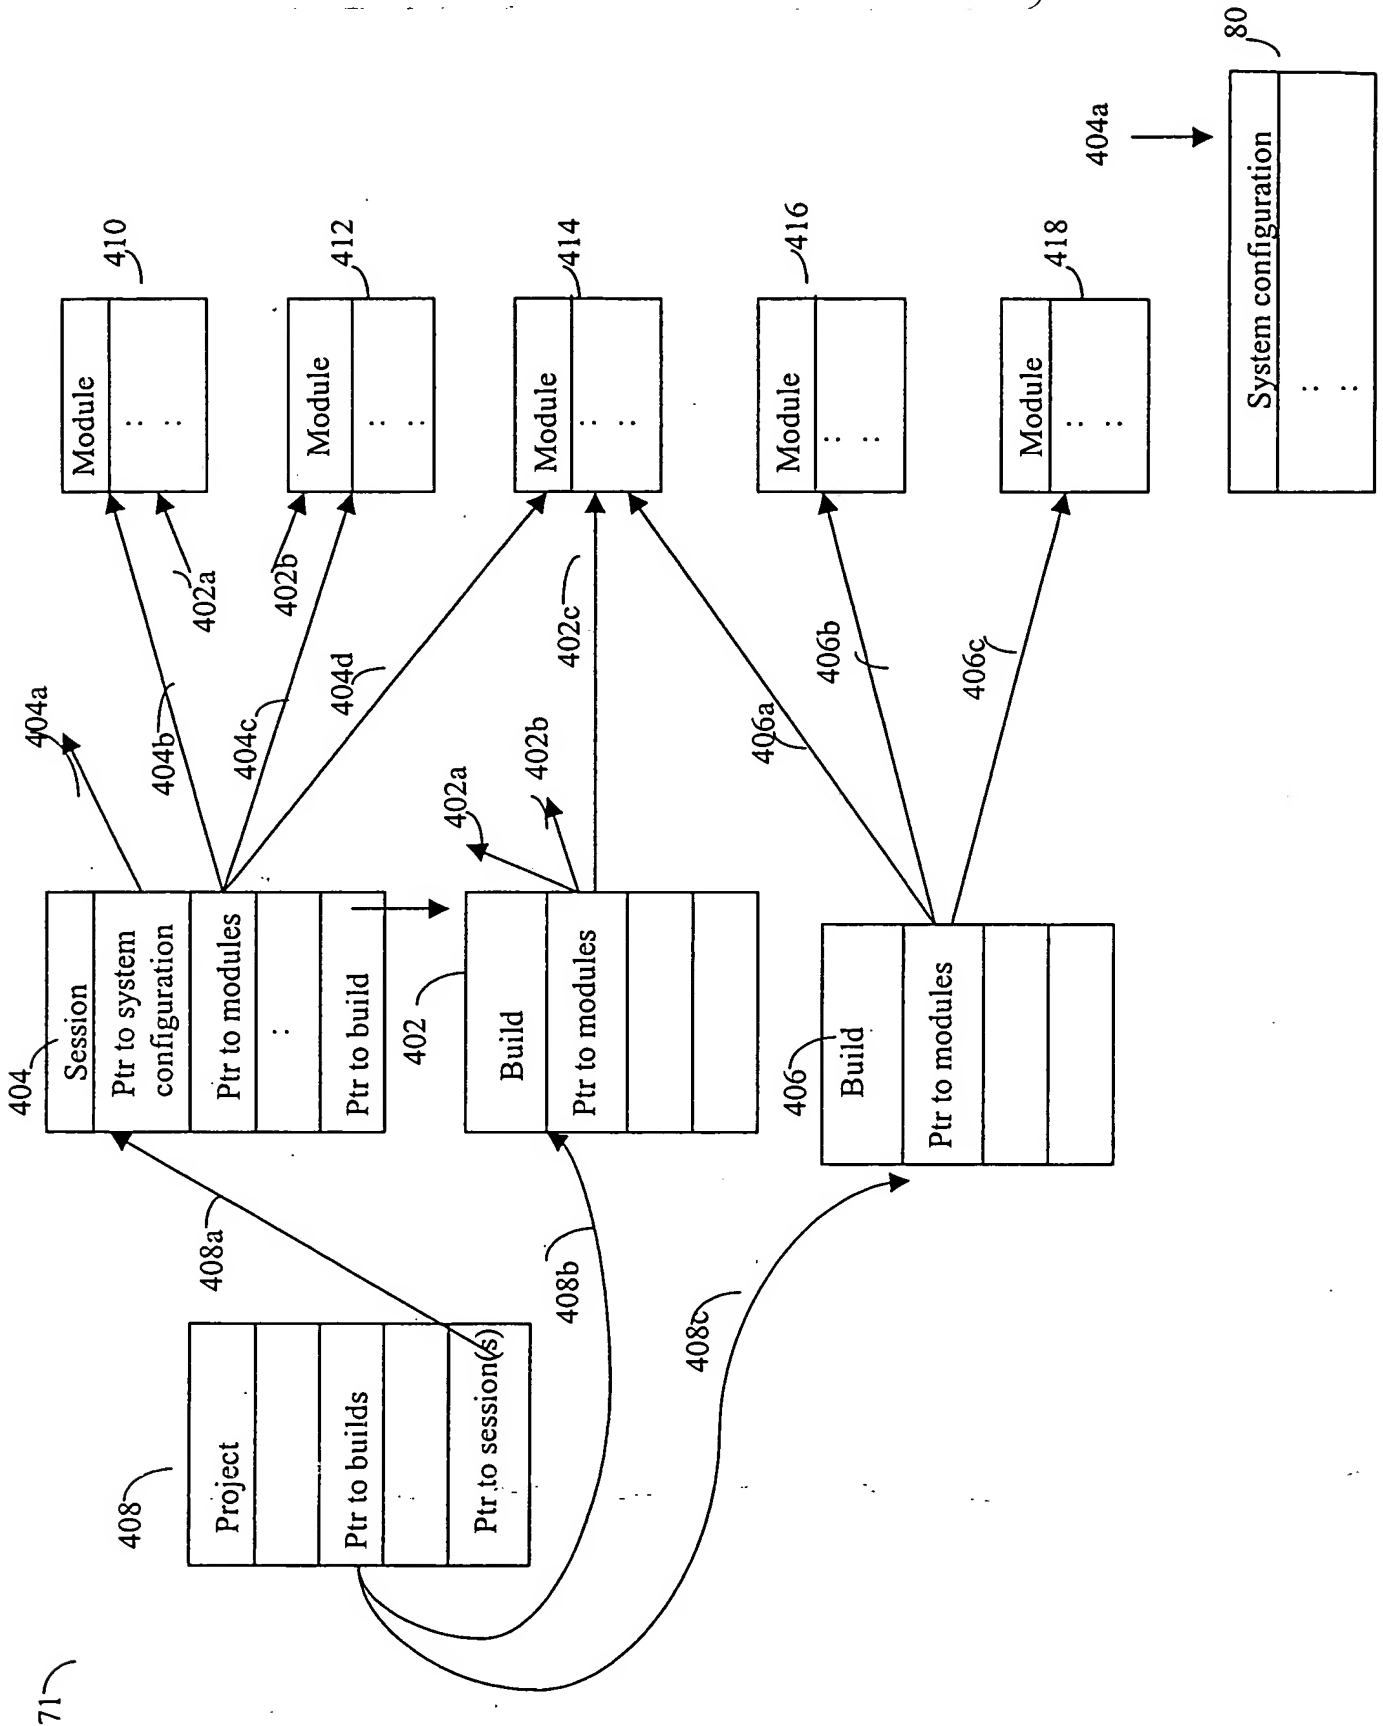 71
408
Project
Ptr to builds
Ptr to session(s)
408a
408b
408c
404
Session
Ptr to system
configuration
Ptr to modules
:
Ptr to build
402
Build
Ptr to modules
406
Build
Ptr to modules
404a
404b
404c
404d
402a
402b
402a
402b
402c
406a
406b
406c
Module
: :
410
Module
: :
412
Module
: :
414
Module
: :
416
Module
: :
418
404a
System configuration
: :
80